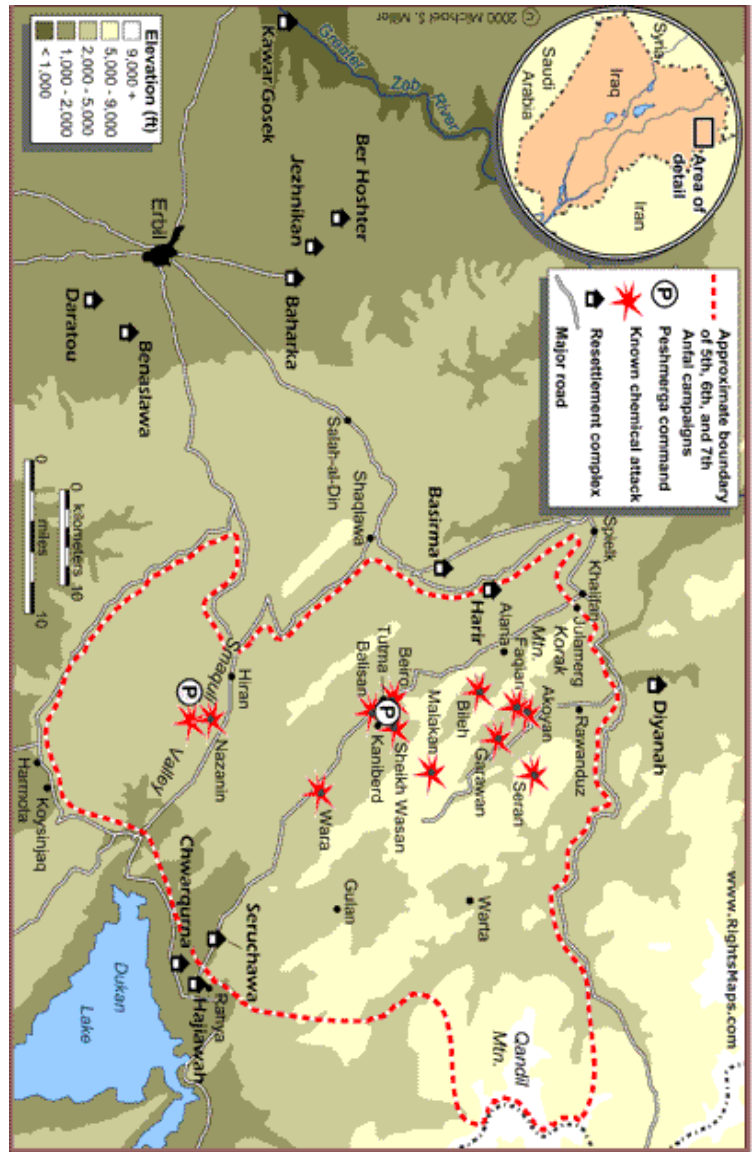 © 2000 Michael S. Miller
www.RightsMaps.com
Area of
detail
Syria
Iraq
Iran
Saudi
Arabia
Approximate boundary
of 5th, 6th, and 7th
Anfal campaigns
P
Peshmerga command
Known chemical attack
Resettlement complex
Major road
Elevation (ft)
9,000 +
5,000 - 9,000
2,000 - 5,000
1,000 - 2,000
< 1,000
0 kilometers 10
0 miles 10
Greater Zab River
Kawar Gosek
Ber Hoshter
Jezhnikan
Baharka
Erbil
Daratou
Benaslawa
Salah-al-Din
Shaqlawa
Basirma
Harir
Spielk
Khalifan
Julamerg
Korak
Mtn.
Alana
Faqian
Akoyan
Rawanduz
Diyanah
Bileh
Garawan
Seran
Malakan
Beiro
Tutma
Balisan
P
Sheikh Wasan
Kaniberd
Hiran
Smaquli Valley
P
Nazanin
Wara
Gulan
Warta
Koysinjaq
Harmota
Chwarqurna
Seruchawa
Ranya
Hajiawah
Dukan
Lake
Qandil
Mtn.